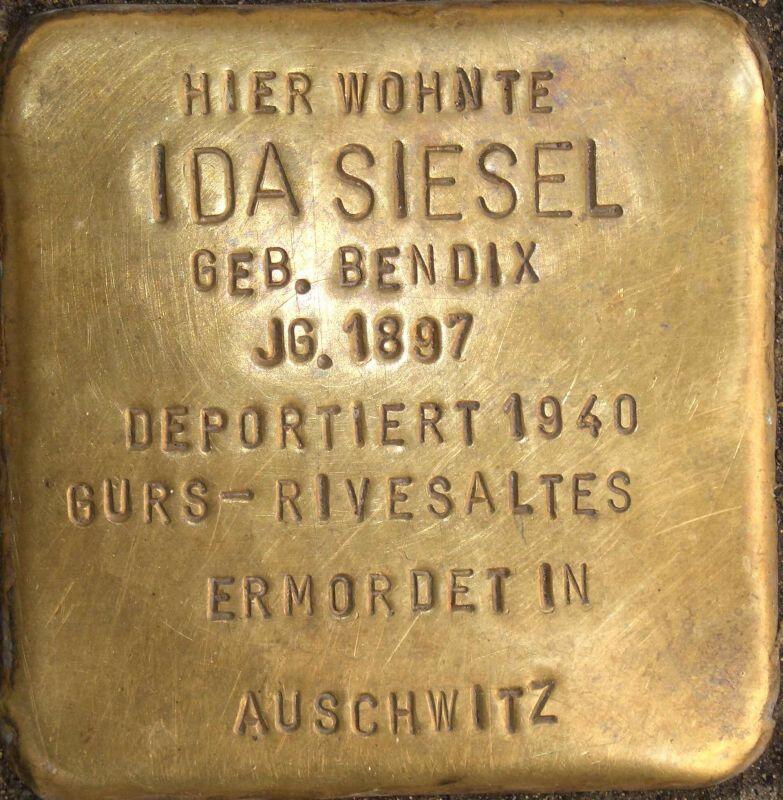 HIER WOHNTE
IDA SIESEL
GEB. BENDIX
JG. 1897
DEPORTIERT 1940
GURS-RIVESALTES
ERMORDET IN
AUSCHWITZ